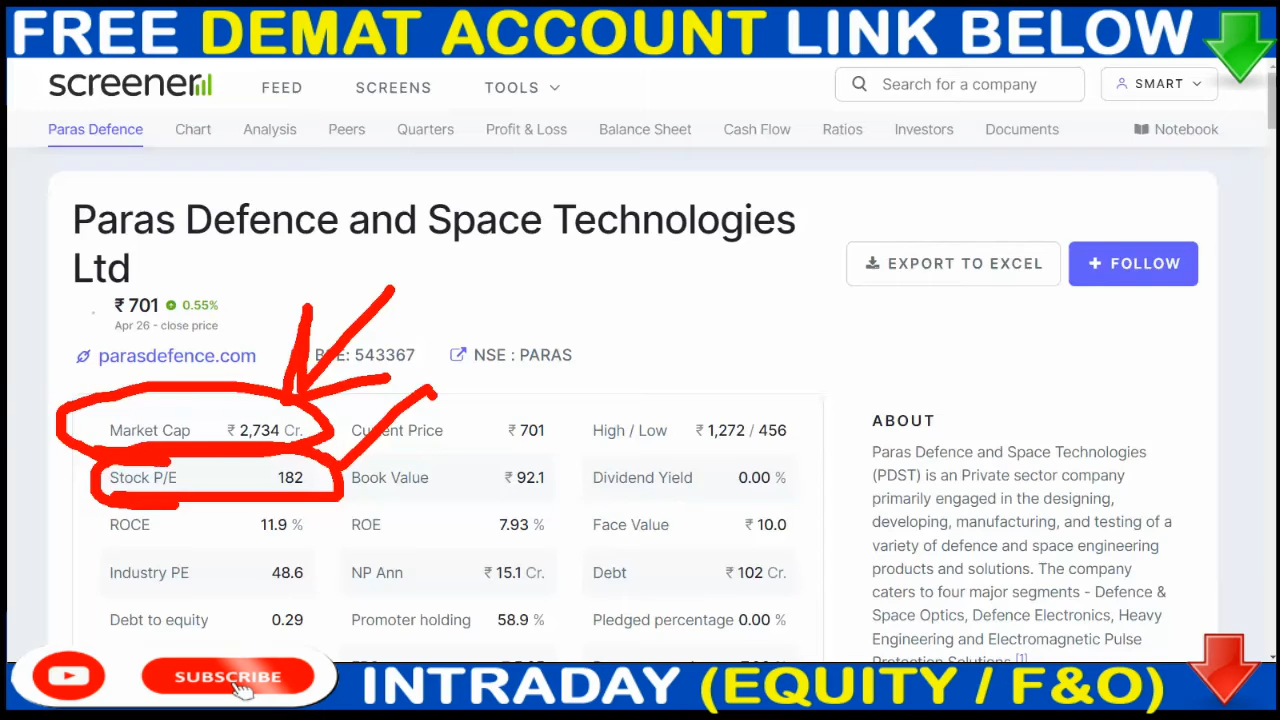 FREE DEMAT ACCOUNT LINK BELOW
screener
FEED SCREENS TOOLS
Search for a company
SMART
Paras Defence Chart Analysis Peers Quarters Profit & Loss Balance Sheet Cash Flow Ratios Investors Documents Notebook
Paras Defence and Space Technologies
Ltd
EXPORT TO EXCEL
+ FOLLOW
₹ 701 0.55%
Apr 26 - close price
parasdefence.com
: 543367
NSE : PARAS
Market Cap ₹ 2,734 Cr.
Current Price ₹ 701
High / Low ₹ 1,272 / 456
Stock P/E 182
Book Value ₹ 92.1
Dividend Yield 0.00 %
ROCE 11.9 %
ROE 7.93 %
Face Value ₹ 10.0
Industry PE 48.6
NP Ann ₹ 15.1 Cr.
Debt ₹ 102 Cr.
Debt to equity 0.29
Promoter holding 58.9 %
Pledged percentage 0.00 %
ABOUT
Paras Defence and Space Technologies
(PDST) is an Private sector company
primarily engaged in the designing,
developing, manufacturing, and testing of a
variety of defence and space engineering
products and solutions. The company
caters to four major segments - Defence &
Space Optics, Defence Electronics, Heavy
Engineering and Electromagnetic Pulse
Protection Solutions [1]
SUBSCRIBE
INTRADAY (EQUITY / F&O)